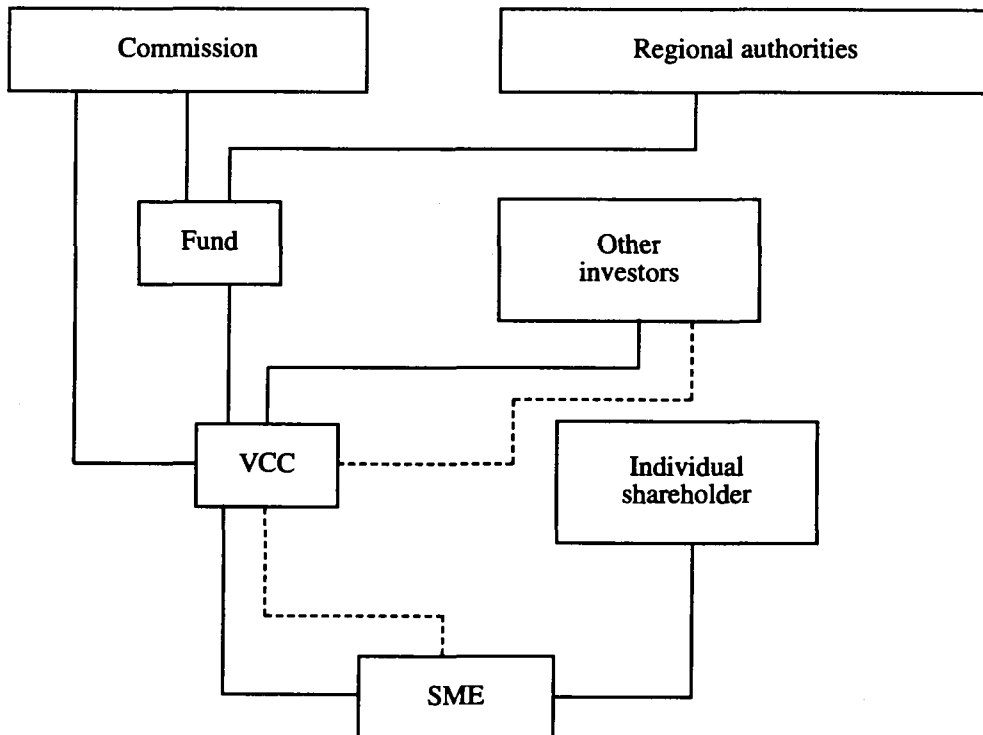 Commission
Regional authorities
Fund
Other
investors
VCC
Individual
shareholder
SME